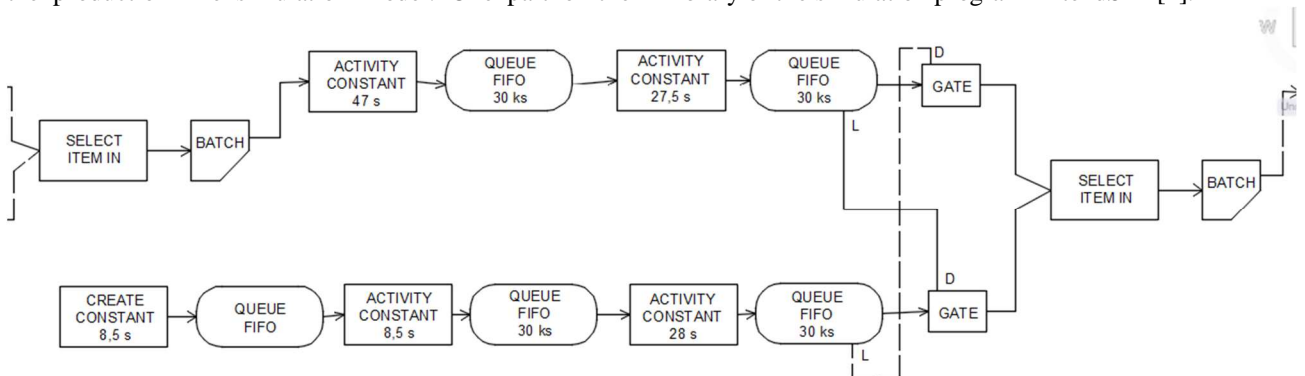 ACTIVITY
CONSTANT
47 s
QUEUE
FIFO
30 ks
ACTIVITY
CONSTANT
27,5 s
QUEUE
FIFO
30 ks
D
GATE
L
SELECT
ITEM IN
BATCH
SELECT
ITEM IN
BATCH
D
GATE
CREATE
CONSTANT
8,5 s
QUEUE
FIFO
ACTIVITY
CONSTANT
8,5 s
QUEUE
FIFO
30 ks
ACTIVITY
CONSTANT
28 s
QUEUE
FIFO
30 ks
L
W
Un